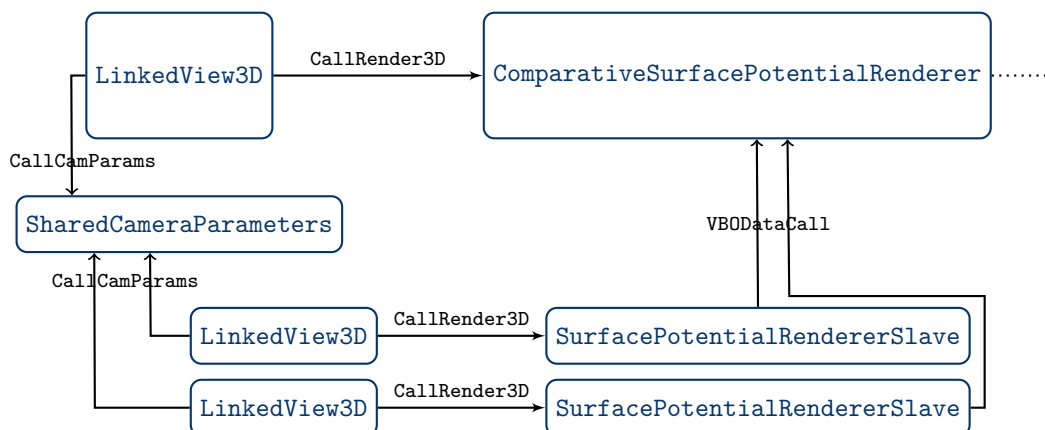 CallRender3D
LinkedView3D
ComparativeSurfacePotentialRenderer
CallCamParams
SharedCameraParameters
VBODataCall
CallCamParams
CallRender3D
LinkedView3D
SurfacePotentialRendererSlave
CallRender3D
LinkedView3D
SurfacePotentialRendererSlave